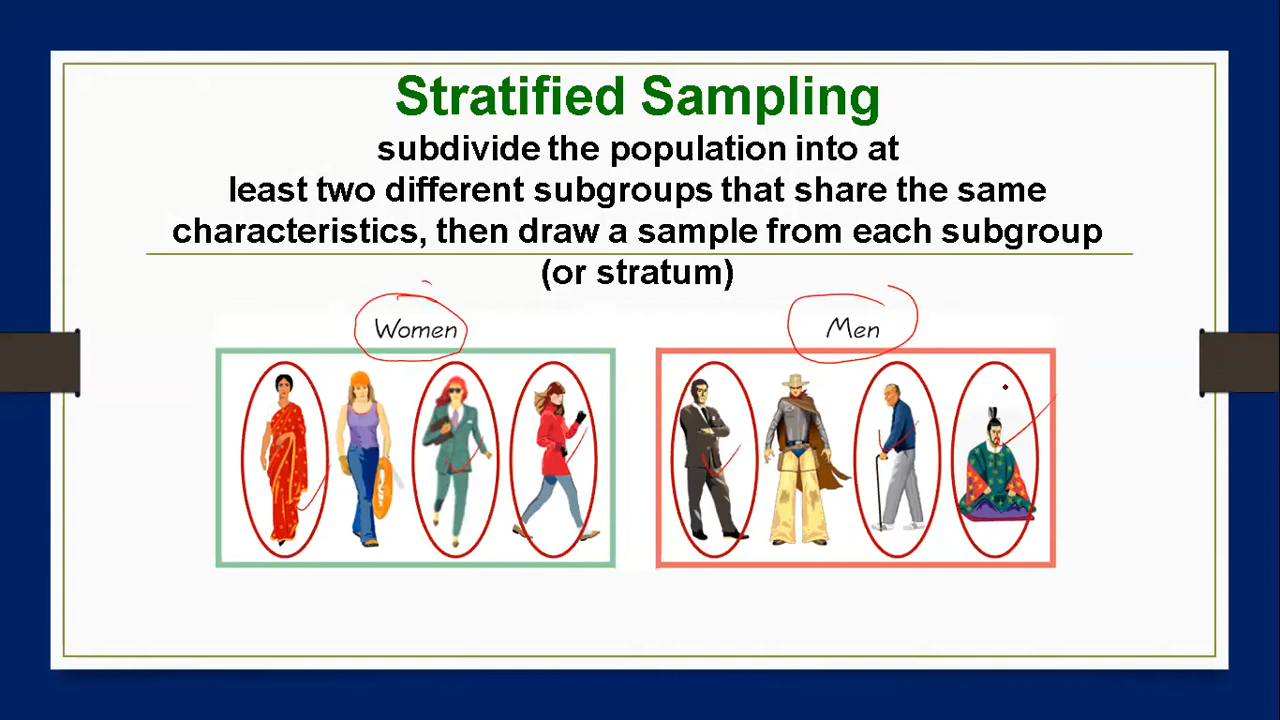 Stratified Sampling
subdivide the population into at
least two different subgroups that share the same
characteristics, then draw a sample from each subgroup
(or stratum)
Women
Men